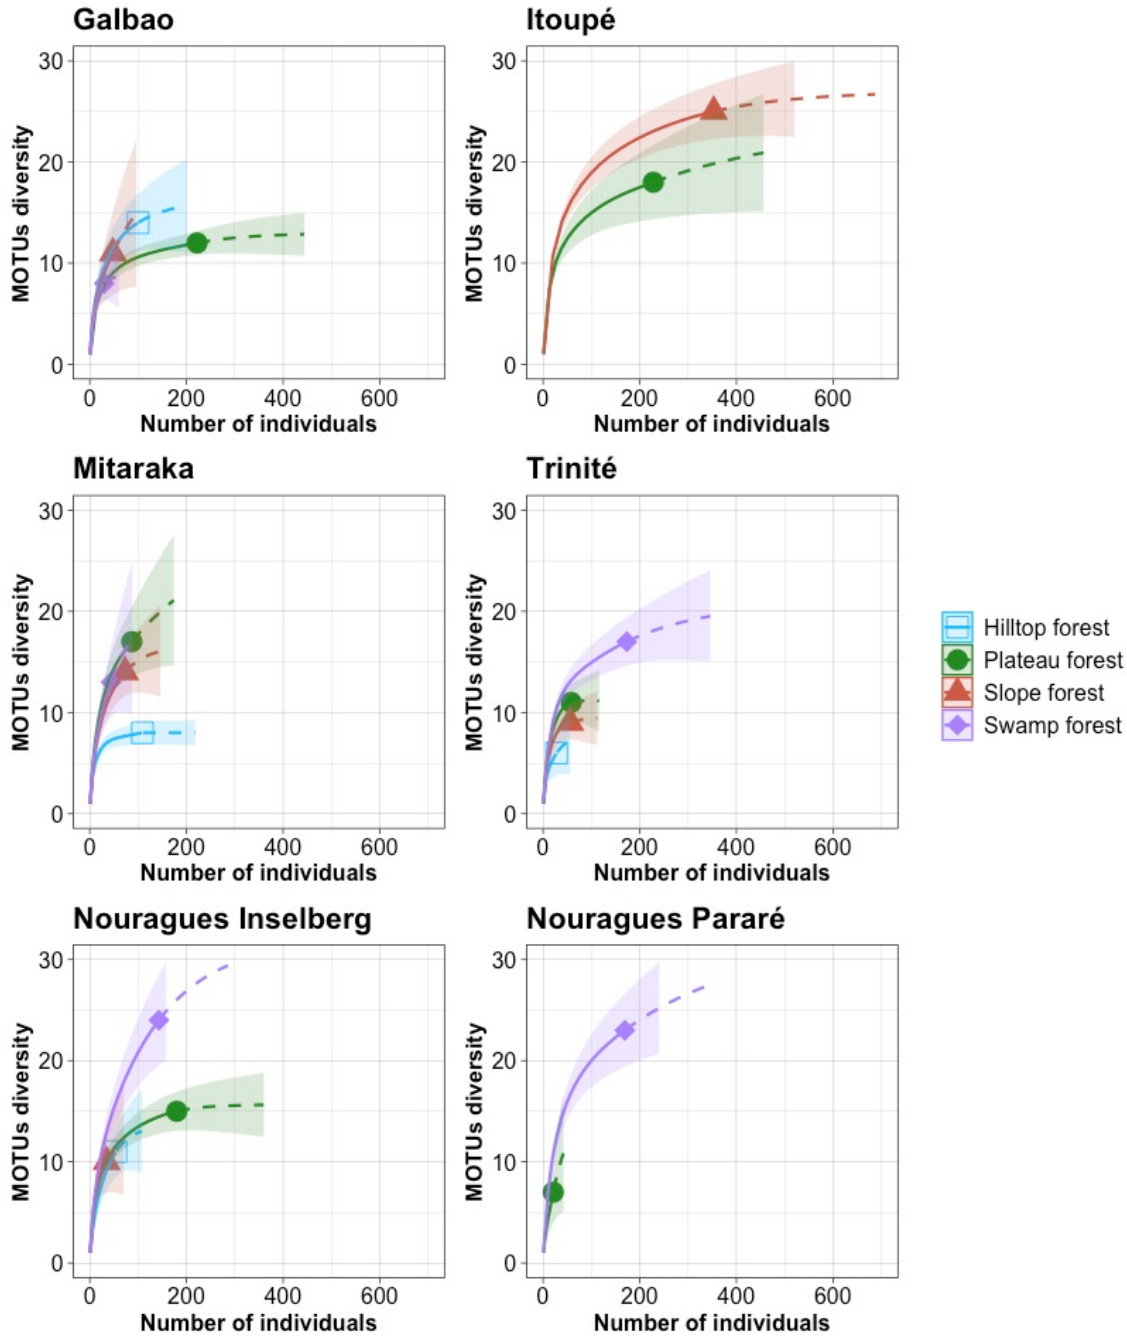 Galbao
Itoupé
30
20
10
0
MOTUs diversity
0 200 400 600
Number of individuals
30
20
10
0
MOTUs diversity
0 200 400 600
Number of individuals
Mitaraka
Trinité
30
20
10
0
MOTUs diversity
0 200 400 600
Number of individuals
30
20
10
0
MOTUs diversity
0 200 400 600
Number of individuals
Hilltop forest
Plateau forest
Slope forest
Swamp forest
Nouragues Inselberg
Nouragues Pararé
30
20
10
0
MOTUs diversity
0 200 400 600
Number of individuals
30
20
10
0
MOTUs diversity
0 200 400 600
Number of individuals